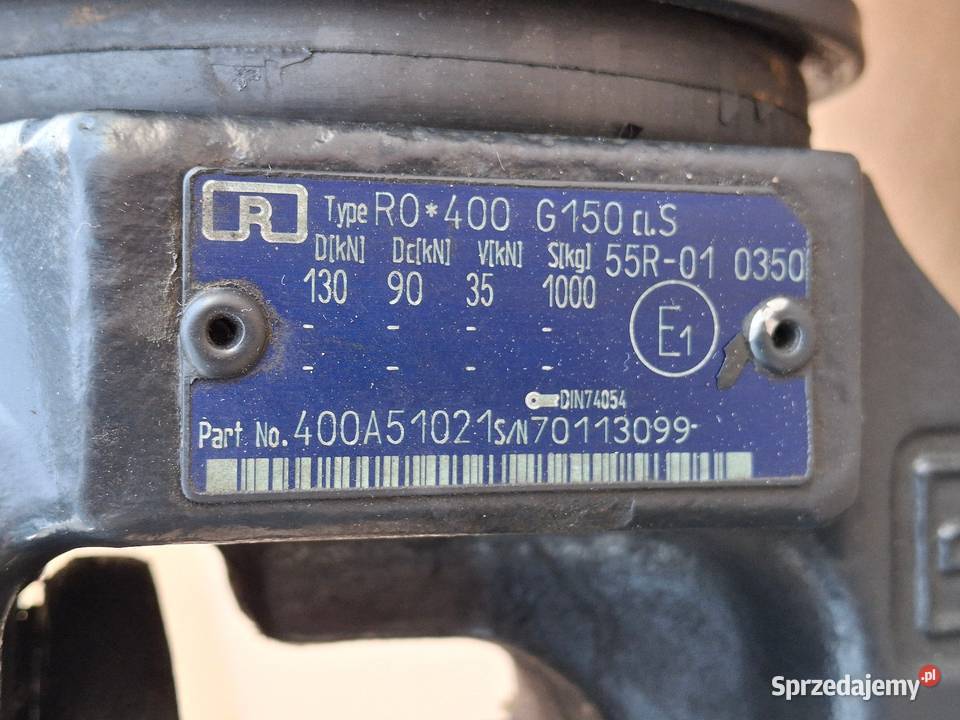 R Type RO*400 G150 a.S
D[kN] Dc[kN] V[kN] S[kg] 55R-01 0350
130 90 35 1000
- - - - E1
- - - -
DIN74054
Part No. 400A51021 S/N 70113099-
Sprzedajemy.pl